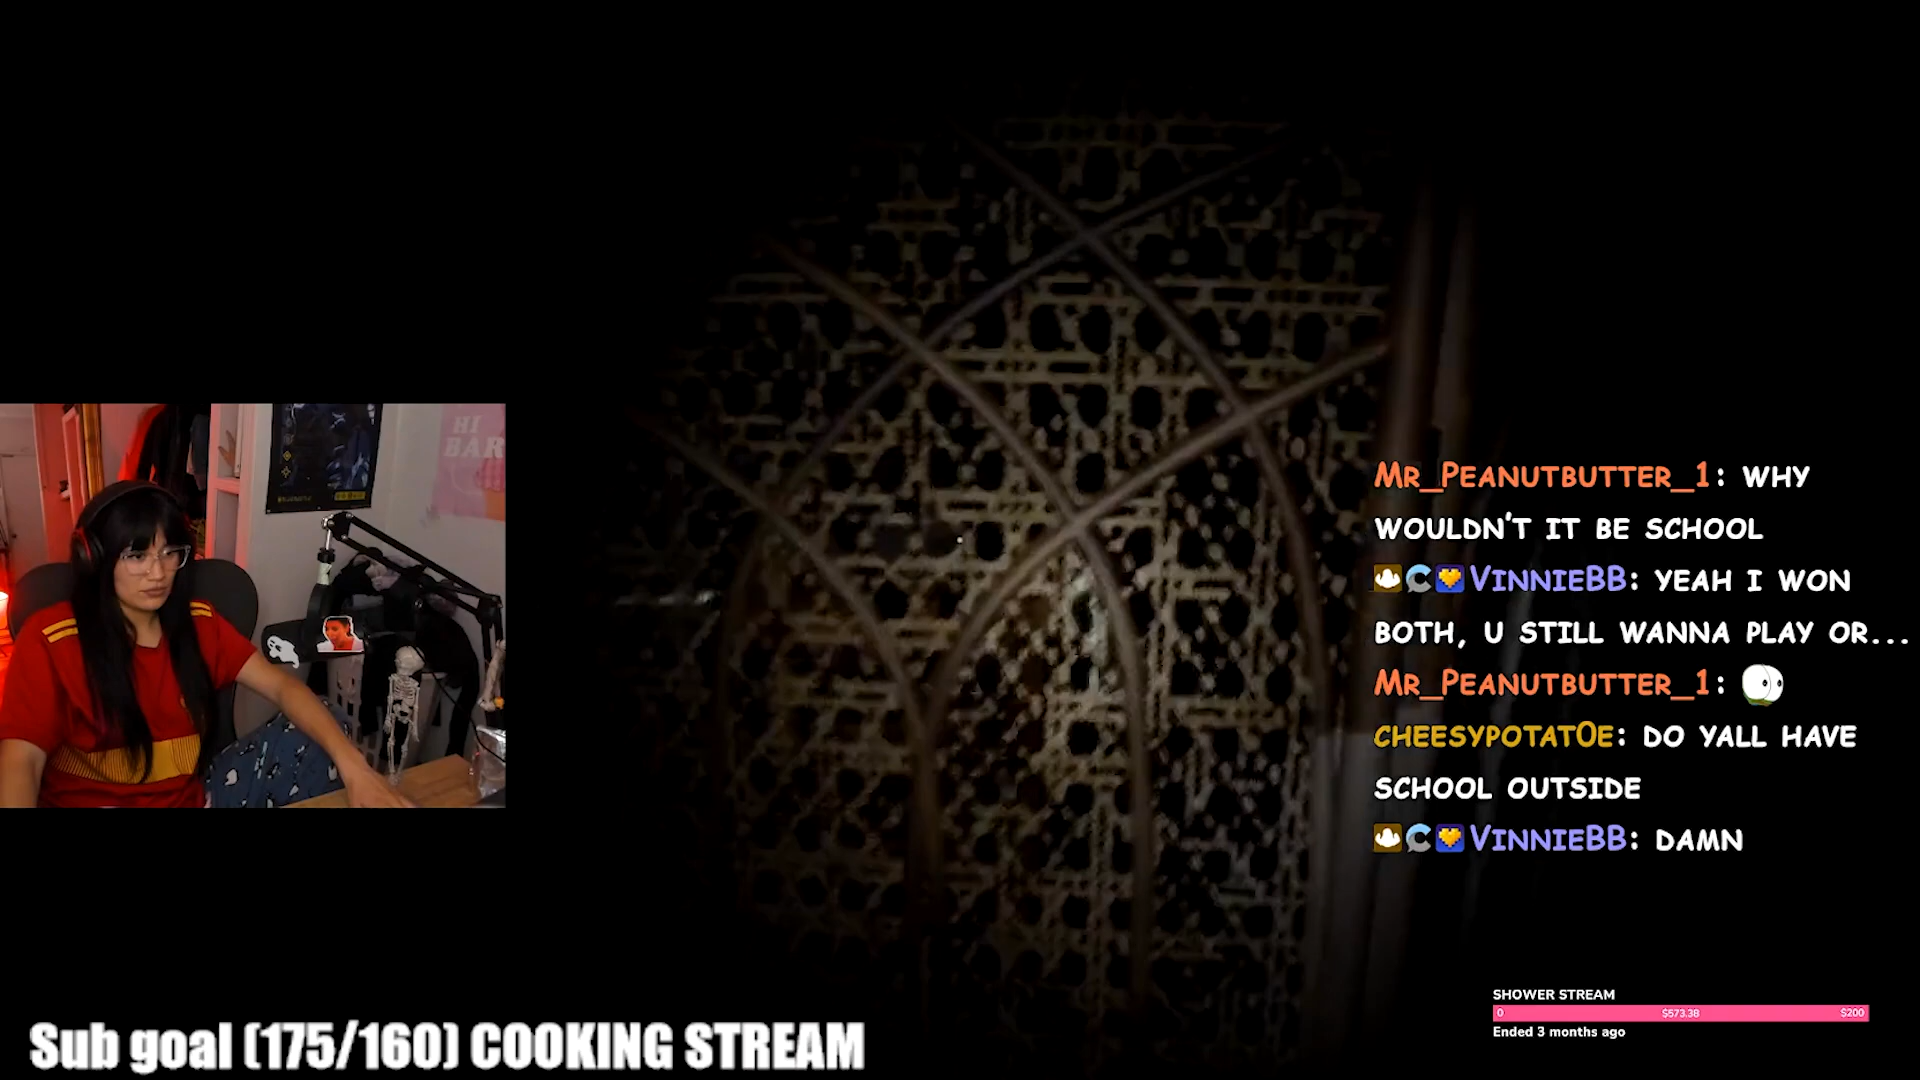 HI
BAR
Mr_Peanutbutter_1: WHY
WOULDN'T IT BE SCHOOL
VinnieBB: YEAH I WON
BOTH, U STILL WANNA PLAY OR...
Mr_Peanutbutter_1:
cheesypotat0e: DO YALL HAVE
SCHOOL OUTSIDE
VinnieBB: DAMN
SHOWER STREAM
0 $573.38 $200
Ended 3 months ago
Sub goal (175/160) COOKING STREAM